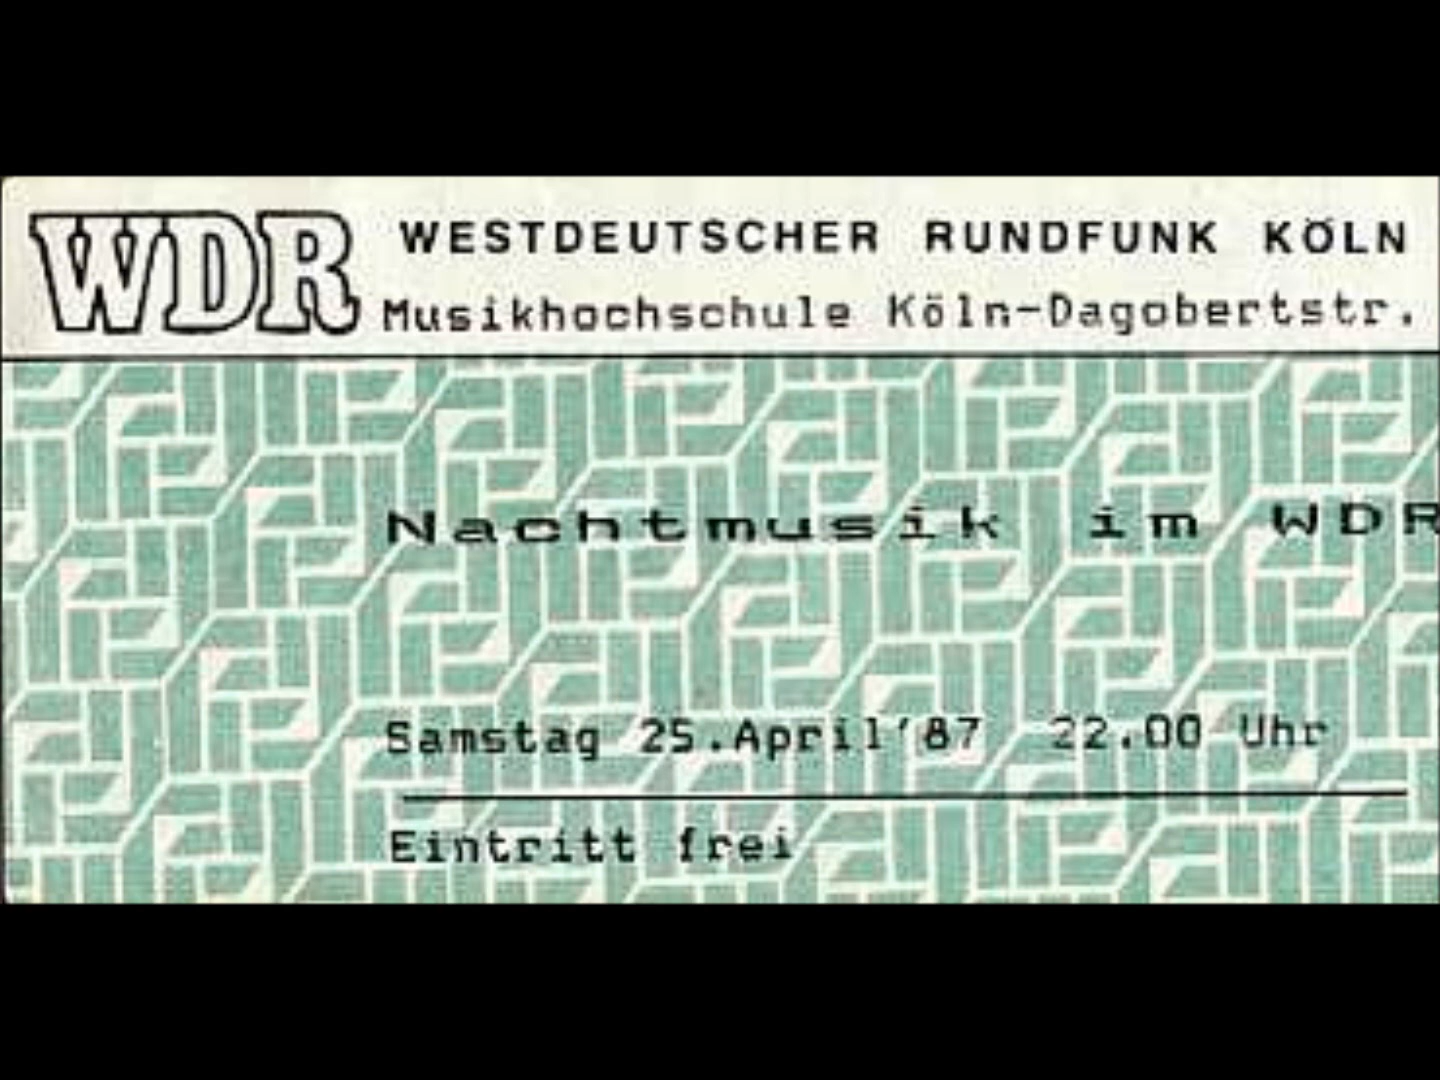 WDR WESTDEUTSCHER RUNDFUNK KÖLN
Musikhochschule Köln-Dagobertstr.
Nachtmusik im WDR
Samstag 25.April'87 22.00 Uhr
Eintritt frei